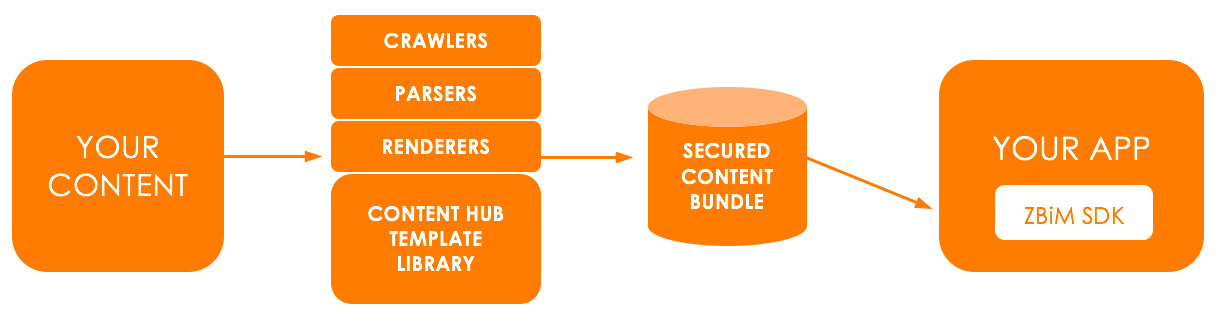 YOUR
CONTENT
CRAWLERS
PARSERS
RENDERERS
CONTENT HUB
TEMPLATE
LIBRARY
SECURED
CONTENT
BUNDLE
YOUR APP
ZBiM SDK